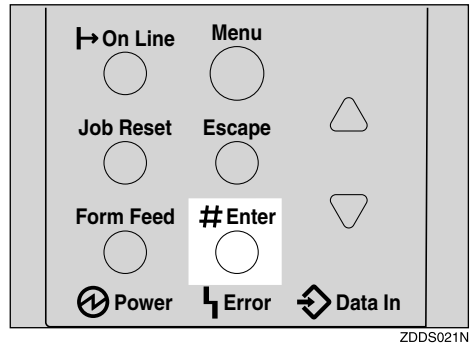 On Line Menu
Job Reset Escape
Form Feed # Enter
Power Error Data In
ZDDS021N